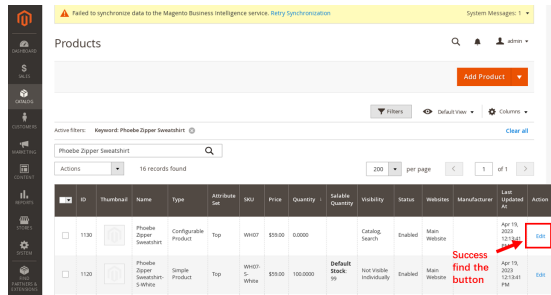 Failed to synchronize data to the Magento Business Intelligence service. Retry Synchronization
System Messages: 1
DASHBOARD
SALES
CATALOG
CUSTOMERS
MARKETING
CONTENT
REPORTS
STORES
SYSTEM
FIND PARTNERS & EXTENSIONS
Products
admin
Add Product
Filters
Default View
Columns
Active filters: Keyword: Phoebe Zipper Sweatshirt
Clear all
Phoebe Zipper Sweatshirt
Actions
16 records found
200
per page
1
of 1
ID
Thumbnail
Name
Type
Attribute Set
SKU
Price
Quantity
Salable Quantity
Visibility
Status
Websites
Manufacturer
Last Updated At
Action
1130
Phoebe Zipper Sweatshirt
Configurable Product
Top
WH07
$59.00
0.0000
Catalog, Search
Enabled
Main Website
Apr 19, 2023 12:13:41 PM
Edit
1120
Phoebe Zipper Sweatshirt-S-White
Simple Product
Top
WH07-S-White
$59.00
100.0000
Default Stock: 99
Not Visible Individually
Enabled
Main Website
Apr 19, 2023 12:13:41 PM
Edit
Success
find the
button